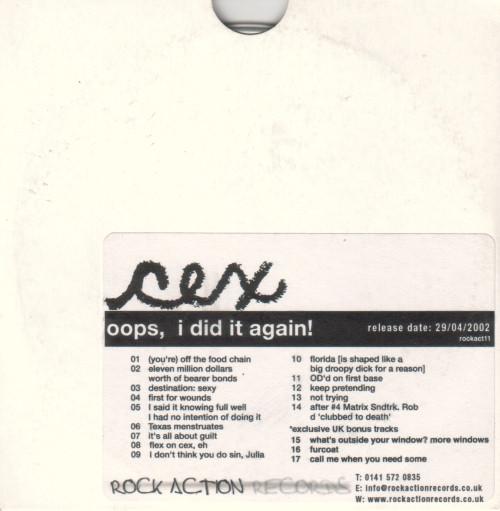 cex
oops, i did it again!
release date: 29/04/2002
rockact11
01 (you're) off the food chain
02 eleven million dollars
worth of bearer bonds
03 destination: sexy
04 first for wounds
05 I said it knowing full well
I had no intention of doing it
06 Texas menstruates
07 it's all about guilt
08 flex on cex, eh
09 I don't think you do sin, Julia
10 florida [is shaped like a
big droopy dick for a reason]
11 OD'd on first base
12 keep pretending
13 not trying
14 after #4 Matrix Sndtrk. Rob
d 'clubbed to death'
*exclusive UK bonus tracks
15 what's outside your window? more windows
16 furcoat
17 call me when you need some
ROCK ACTION RECORDS
T: 0141 572 0835
E: info@rockactionrecords.co.uk
W: www.rockactionrecords.co.uk